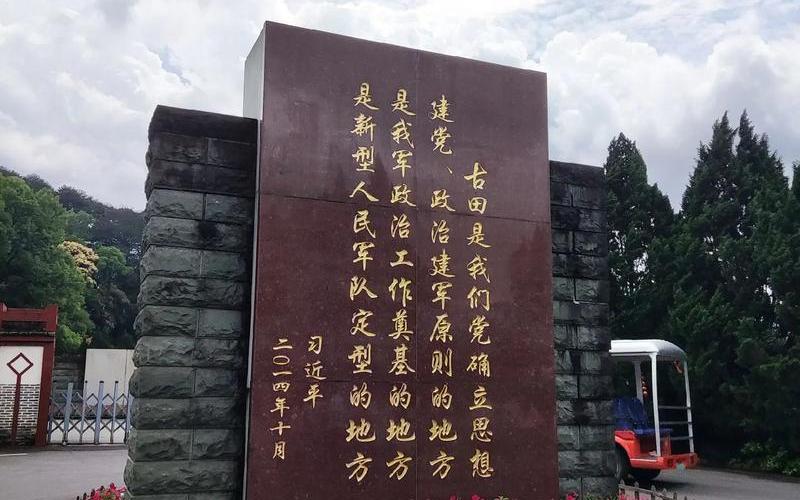 古田是我们党确立思想
建党、政治建军原则的地方
是我军政治工作奠基的地方
是新型人民军队定型的地方
习近平
二〇一四年十月